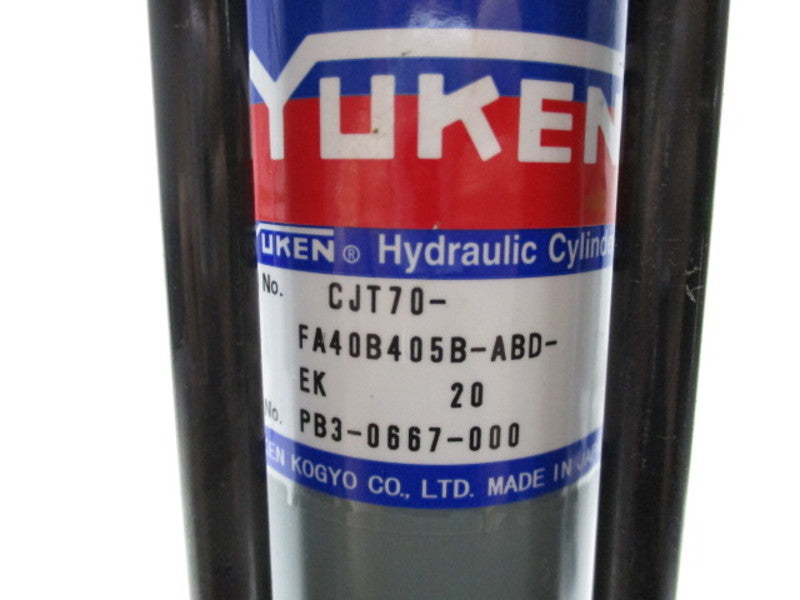 YUKEN
YUKEN® Hydraulic Cylinde
No. CJT70-
FA40B405B-ABD-
EK 20
No. PB3-0667-000
KEN KOGYO CO., LTD. MADE IN JA